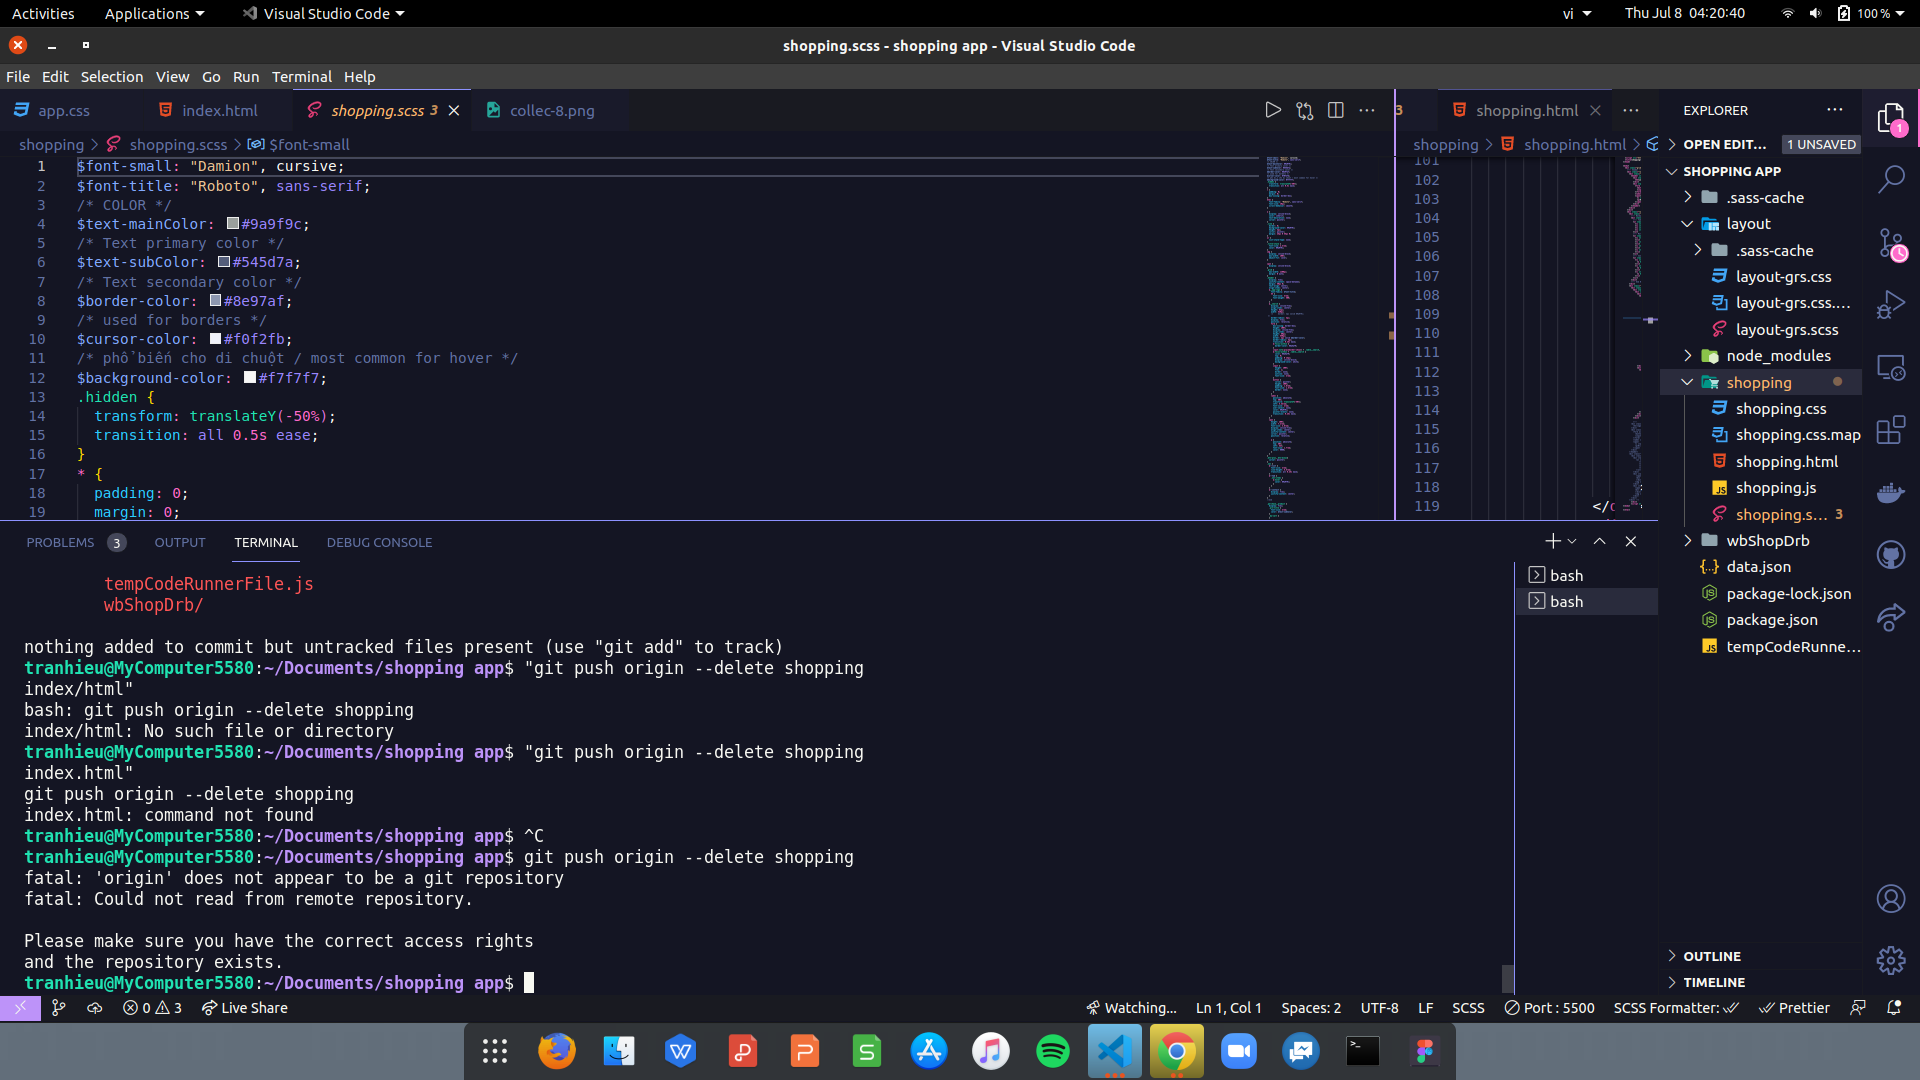 Activities Applications Visual Studio Code vi Thu Jul 8 04:20:40 100 %
shopping.scss - shopping app - Visual Studio Code
File Edit Selection View Go Run Terminal Help
app.css index.html shopping.scss 3 collec-8.png 3 shopping.html
shopping > shopping.scss > $font-small
shopping > shopping.html >
1 $font-small: "Damion", cursive;
2 $font-title: "Roboto", sans-serif;
3 /* COLOR */
4 $text-mainColor: #9a9f9c;
5 /* Text primary color */
6 $text-subColor: #545d7a;
7 /* Text secondary color */
8 $border-color: #8e97af;
9 /* used for borders */
10 $cursor-color: #f0f2fb;
11 /* phổ biến cho di chuột / most common for hover */
12 $background-color: #f7f7f7;
13 .hidden {
14 transform: translateY(-50%);
15 transition: all 0.5s ease;
16 }
17 * {
18 padding: 0;
19 margin: 0;
101
102
103
104
105
106
107
108
109
110
111
112
113
114
115
116
117
118
119 </
EXPLORER
OPEN EDIT... 1 UNSAVED
SHOPPING APP
.sass-cache
layout
.sass-cache
layout-grs.css
layout-grs.css....
layout-grs.scss
node_modules
shopping
shopping.css
shopping.css.map
shopping.html
shopping.js
shopping.s... 3
wbShopDrb
data.json
package-lock.json
package.json
tempCodeRunne...
OUTLINE
TIMELINE
1
PROBLEMS 3 OUTPUT TERMINAL DEBUG CONSOLE
bash
bash
tempCodeRunnerFile.js
wbShopDrb/
nothing added to commit but untracked files present (use "git add" to track)
tranhieu@MyComputer5580:~/Documents/shopping app$ "git push origin --delete shopping
index/html"
bash: git push origin --delete shopping
index/html: No such file or directory
tranhieu@MyComputer5580:~/Documents/shopping app$ "git push origin --delete shopping
index.html"
git push origin --delete shopping
index.html: command not found
tranhieu@MyComputer5580:~/Documents/shopping app$ ^C
tranhieu@MyComputer5580:~/Documents/shopping app$ git push origin --delete shopping
fatal: 'origin' does not appear to be a git repository
fatal: Could not read from remote repository.
Please make sure you have the correct access rights
and the repository exists.
tranhieu@MyComputer5580:~/Documents/shopping app$
0 3 Live Share Watching... Ln 1, Col 1 Spaces: 2 UTF-8 LF SCSS Port : 5500 SCSS Formatter: Prettier